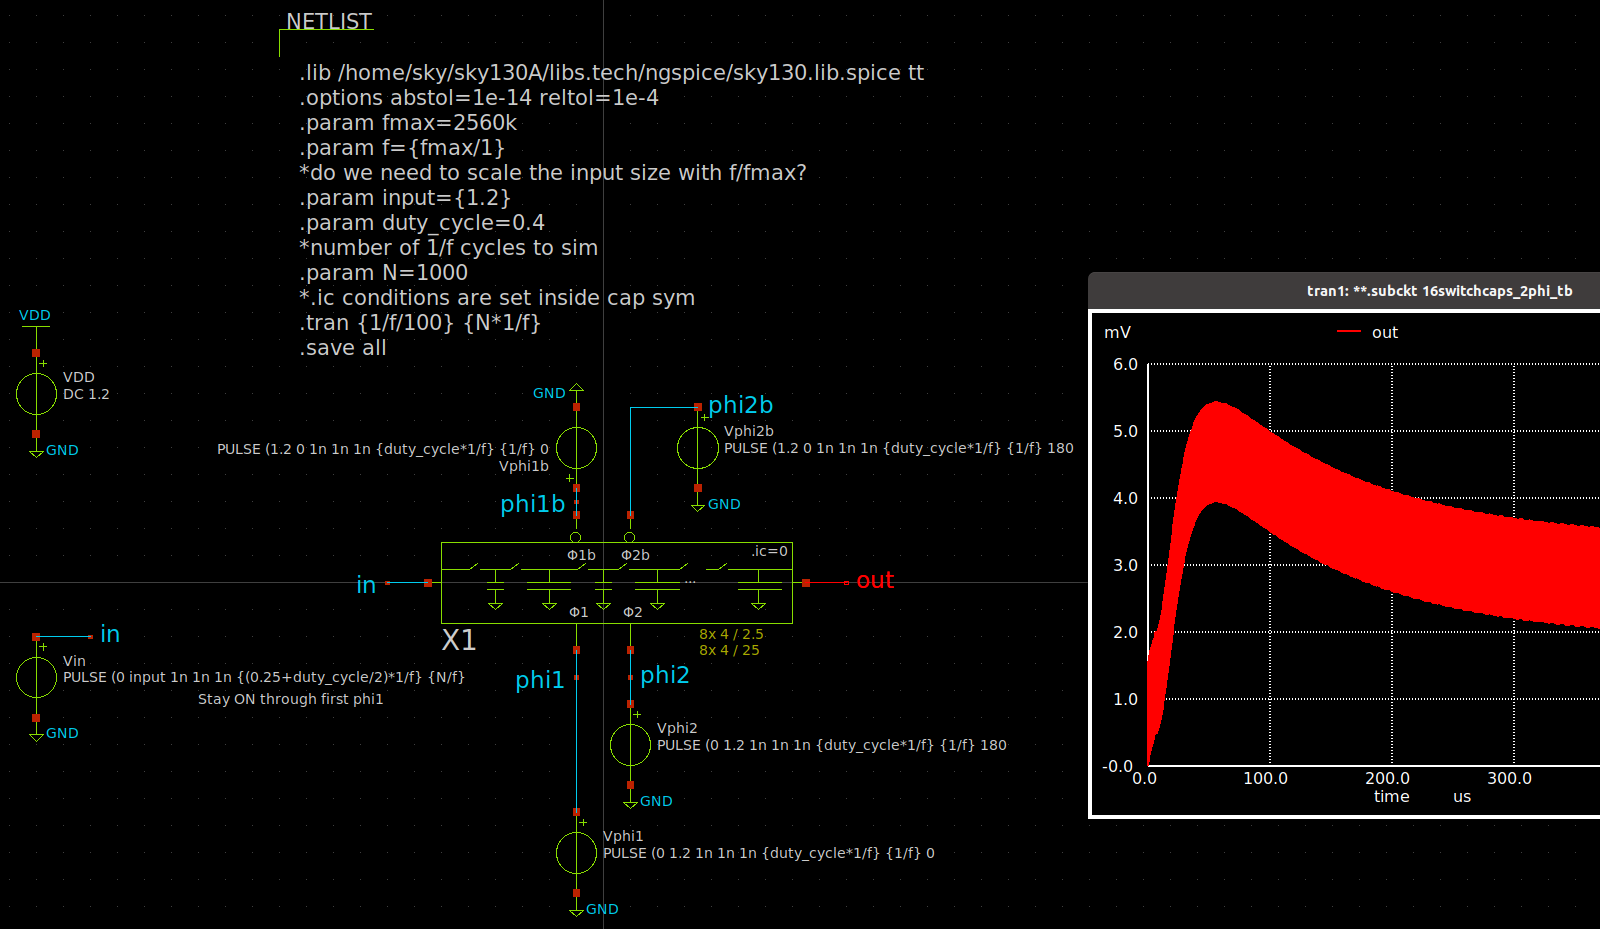 NETLIST
.lib /home/sky/sky130A/libs.tech/ngspice/sky130.lib.spice tt
.options abstol=1e-14 reltol=1e-4
.param fmax=2560k
.param f={fmax/1}
*do we need to scale the input size with f/fmax?
.param input={1.2}
.param duty_cycle=0.4
*number of 1/f cycles to sim
.param N=1000
*.ic conditions are set inside cap sym
.tran {1/f/100} {N*1/f}
.save all
VDD
+
VDD
DC 1.2
GND
GND
PULSE (1.2 0 1n 1n 1n {duty_cycle*1/f} {1/f} 0
Vphi1b
+
phi1b
phi2b
+
Vphi2b
PULSE (1.2 0 1n 1n 1n {duty_cycle*1/f} {1/f} 180
GND
Φ1b
Φ2b
.ic=0
...
Φ1
Φ2
in
out
X1
8x 4 / 2.5
8x 4 / 25
in
+
Vin
PULSE (0 input 1n 1n 1n {(0.25+duty_cycle/2)*1/f} {N/f}
Stay ON through first phi1
GND
phi1
phi2
+
Vphi2
PULSE (0 1.2 1n 1n 1n {duty_cycle*1/f} {1/f} 180
GND
+
Vphi1
PULSE (0 1.2 1n 1n 1n {duty_cycle*1/f} {1/f} 0
GND
tran1: **.subckt 16switchcaps_2phi_tb
mV
out
6.0
5.0
4.0
3.0
2.0
1.0
-0.0
0.0
100.0
200.0
300.0
time us